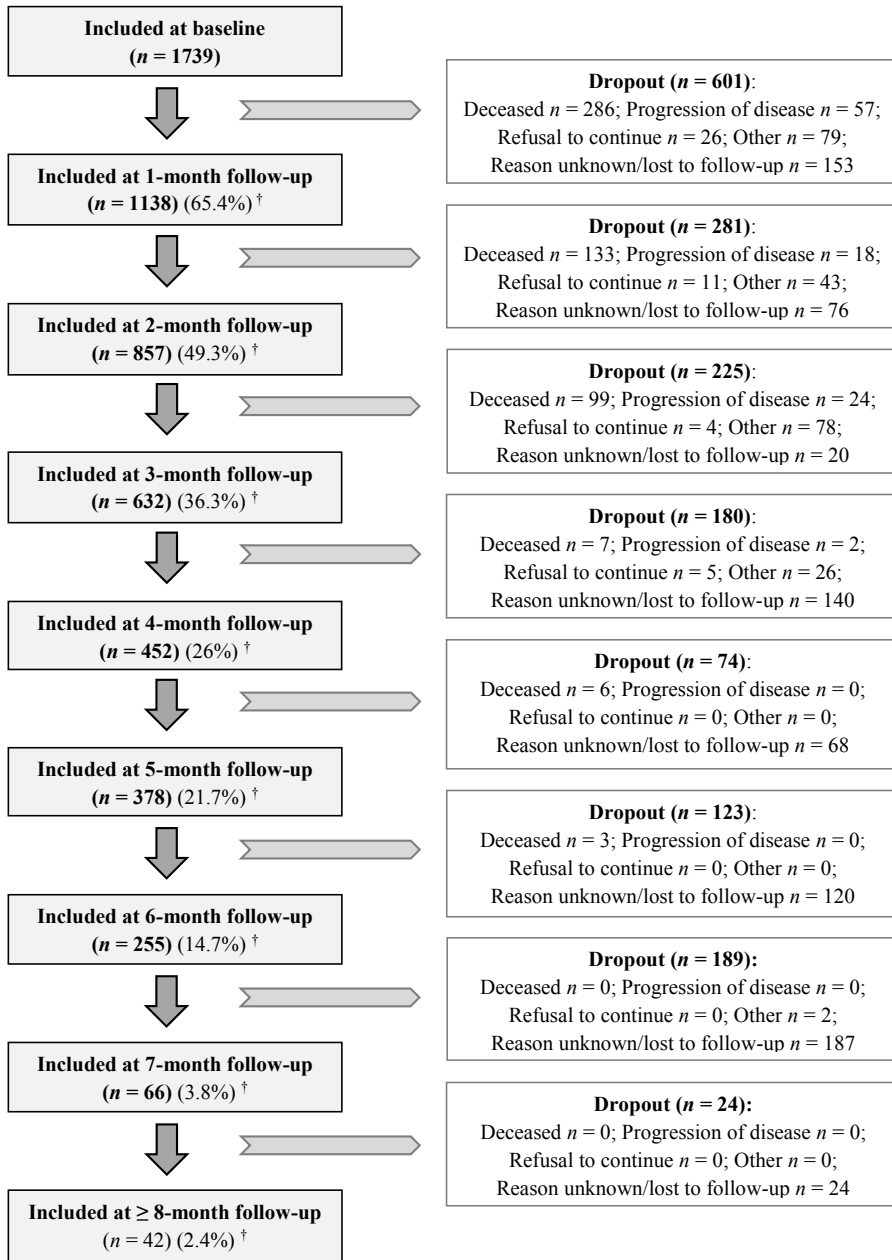 Included at baseline
(n = 1739)
Dropout (n = 601):
Deceased n = 286; Progression of disease n = 57;
Refusal to continue n = 26; Other n = 79;
Reason unknown/lost to follow-up n = 153
Included at 1-month follow-up
(n = 1138) (65.4%) †
Dropout (n = 281):
Deceased n = 133; Progression of disease n = 18;
Refusal to continue n = 11; Other n = 43;
Reason unknown/lost to follow-up n = 76
Included at 2-month follow-up
(n = 857) (49.3%) †
Dropout (n = 225):
Deceased n = 99; Progression of disease n = 24;
Refusal to continue n = 4; Other n = 78;
Reason unknown/lost to follow-up n = 20
Included at 3-month follow-up
(n = 632) (36.3%) †
Dropout (n = 180):
Deceased n = 7; Progression of disease n = 2;
Refusal to continue n = 5; Other n = 26;
Reason unknown/lost to follow-up n = 140
Included at 4-month follow-up
(n = 452) (26%) †
Dropout (n = 74):
Deceased n = 6; Progression of disease n = 0;
Refusal to continue n = 0; Other n = 0;
Reason unknown/lost to follow-up n = 68
Included at 5-month follow-up
(n = 378) (21.7%) †
Dropout (n = 123):
Deceased n = 3; Progression of disease n = 0;
Refusal to continue n = 0; Other n = 0;
Reason unknown/lost to follow-up n = 120
Included at 6-month follow-up
(n = 255) (14.7%) †
Dropout (n = 189):
Deceased n = 0; Progression of disease n = 0;
Refusal to continue n = 0; Other n = 2;
Reason unknown/lost to follow-up n = 187
Included at 7-month follow-up
(n = 66) (3.8%) †
Dropout (n = 24):
Deceased n = 0; Progression of disease n = 0;
Refusal to continue n = 0; Other n = 0;
Reason unknown/lost to follow-up n = 24
Included at ≥ 8-month follow-up
(n = 42) (2.4%) †